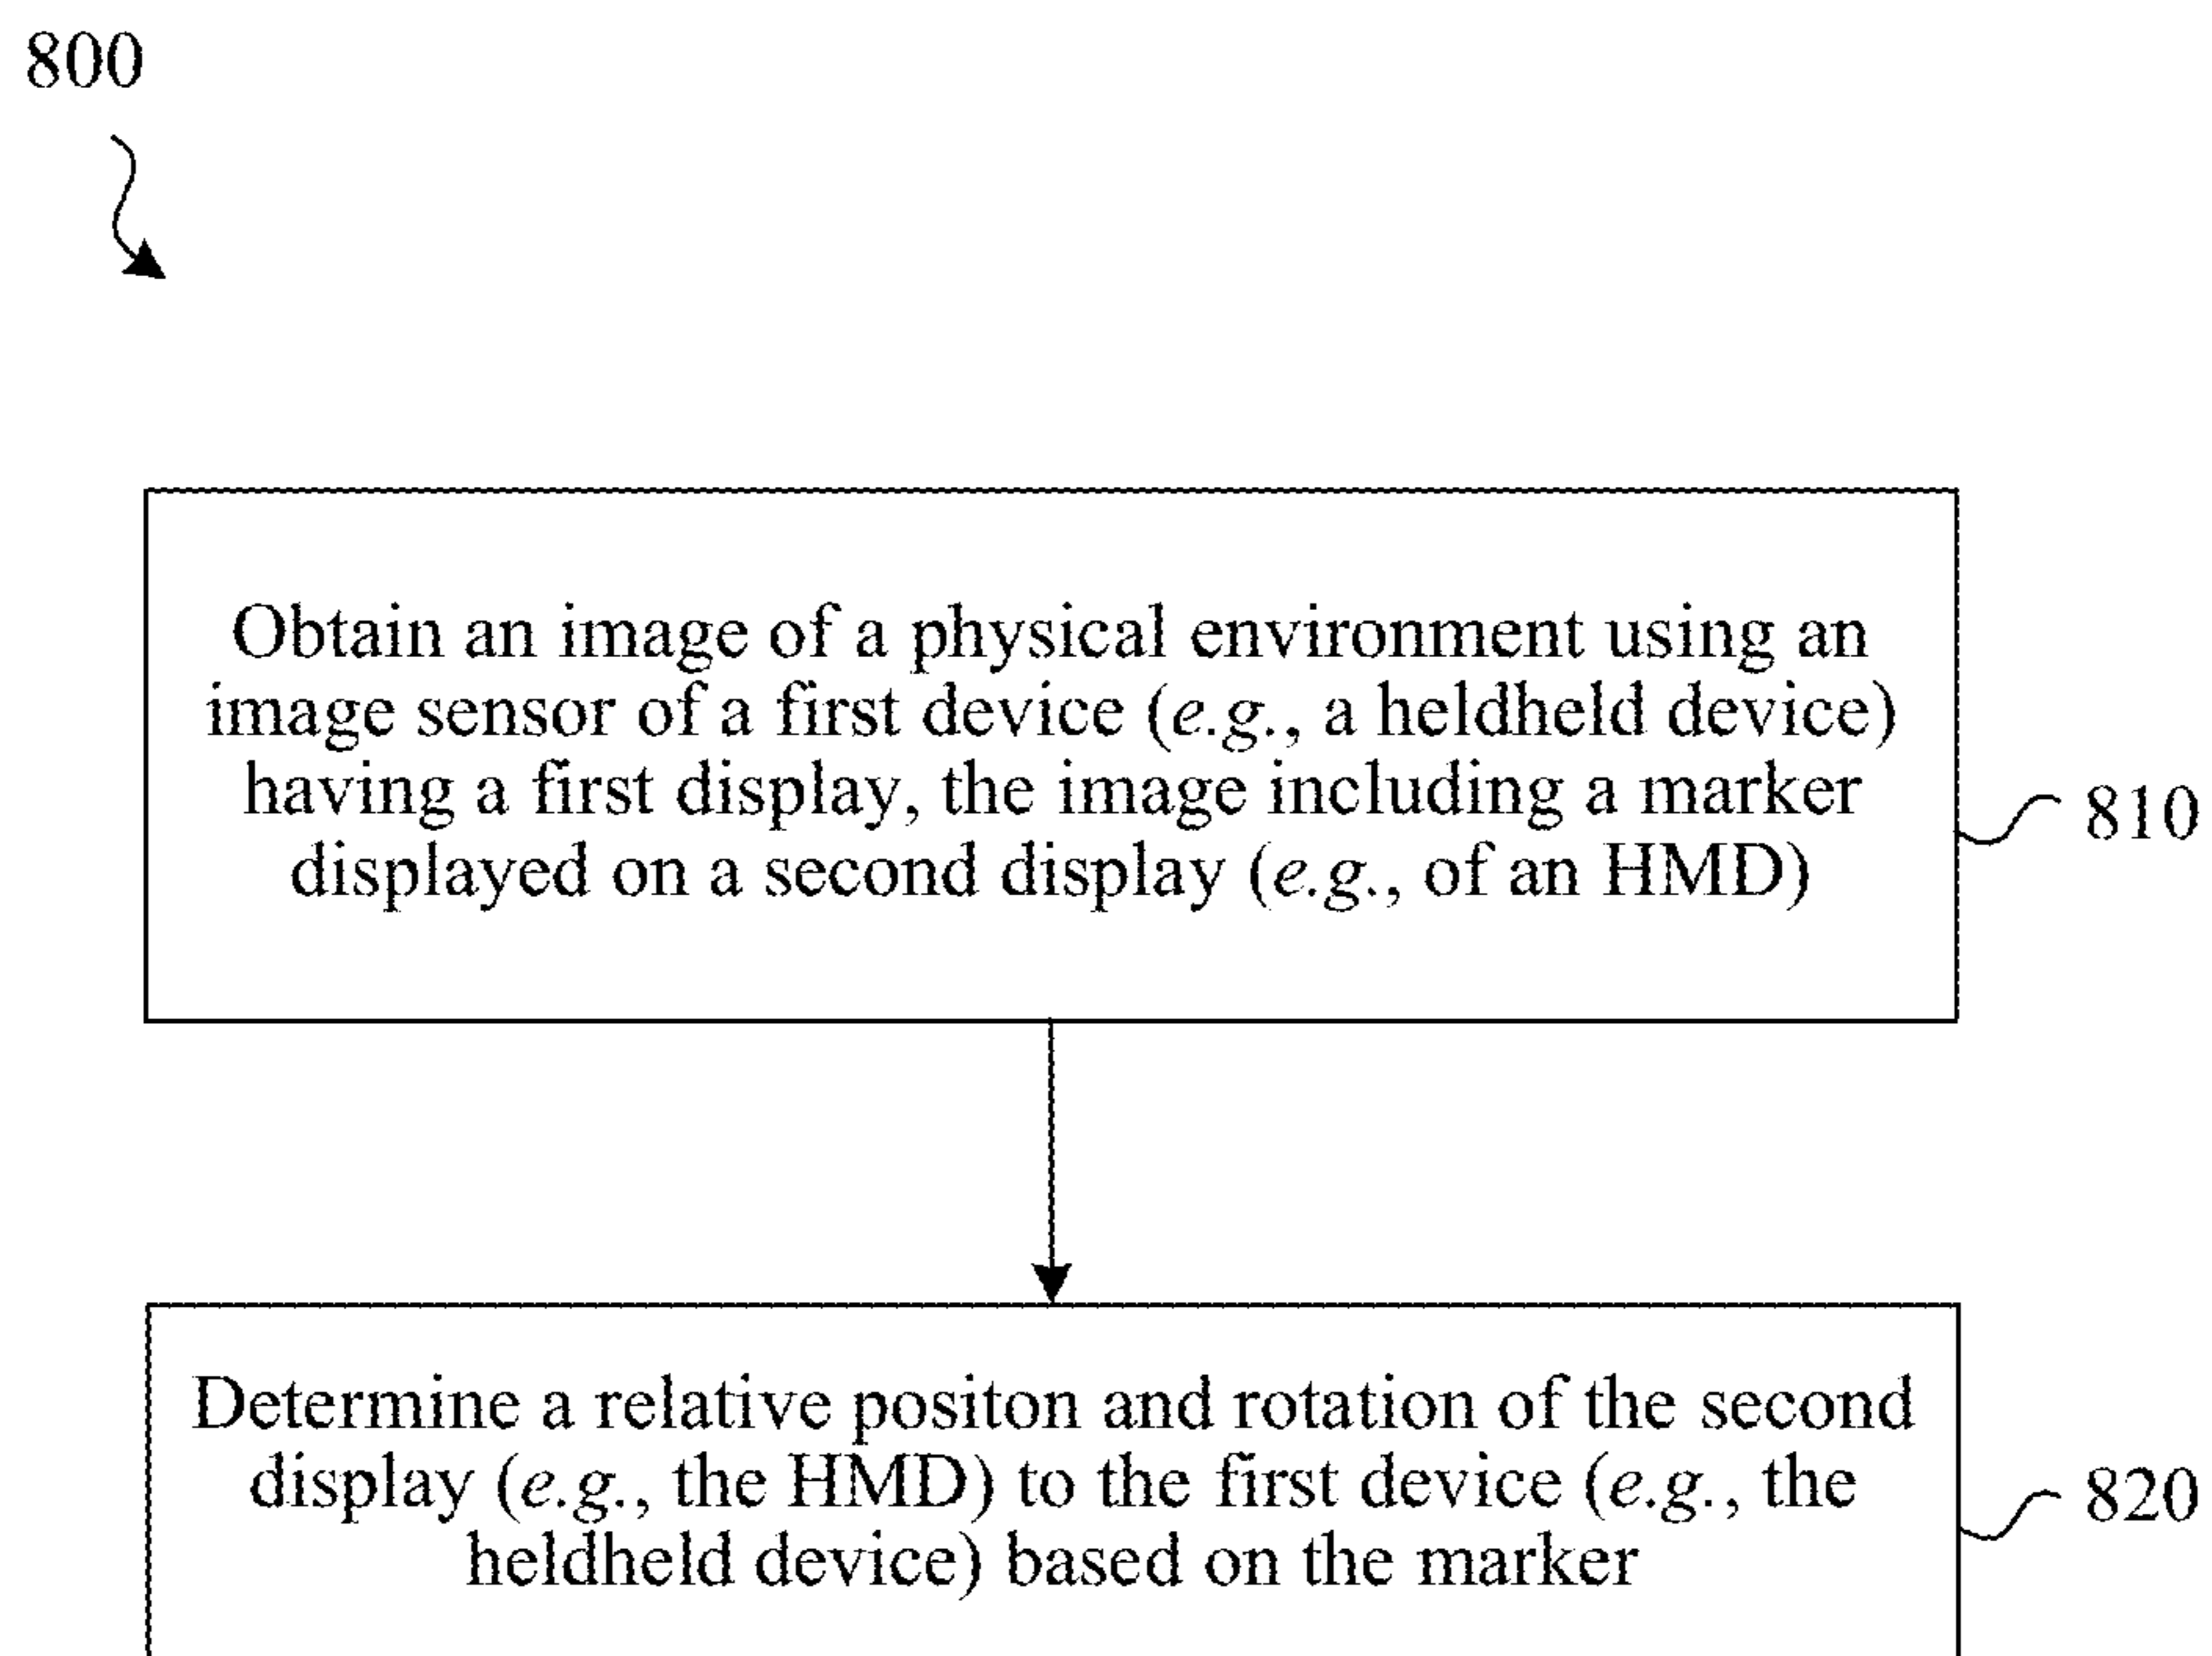 800
Obtain an image of a physical environment using an
image sensor of a first device (e.g., a heldheld device)
having a first display, the image including a marker
displayed on a second display (e.g., of an HMD)
810
Determine a relative positon and rotation of the second
display (e.g., the HMD) to the first device (e.g., the
heldheld device) based on the marker
820